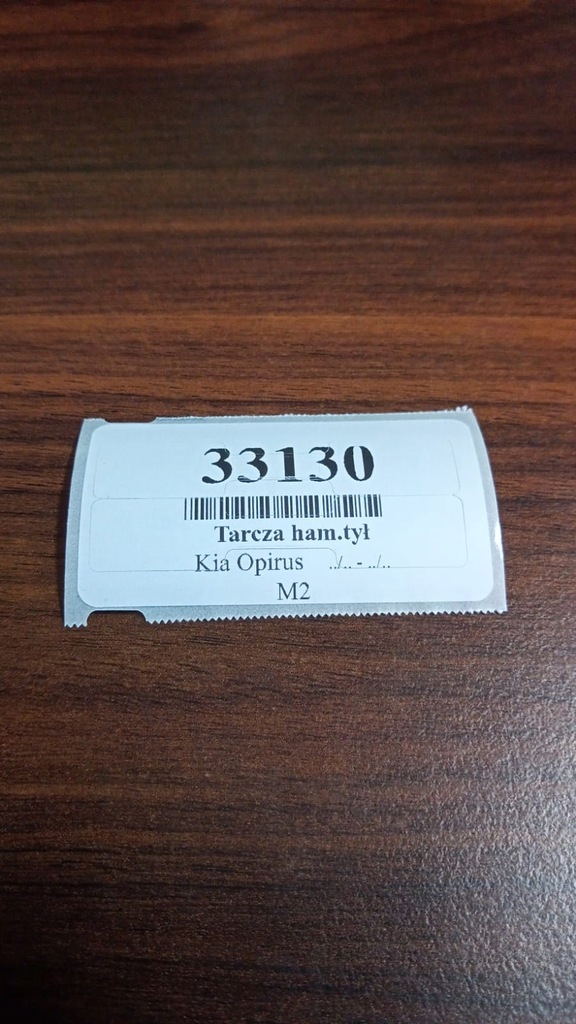 33130
Tarcza ham.tył
Kia Opirus ../.. - ../..
M2